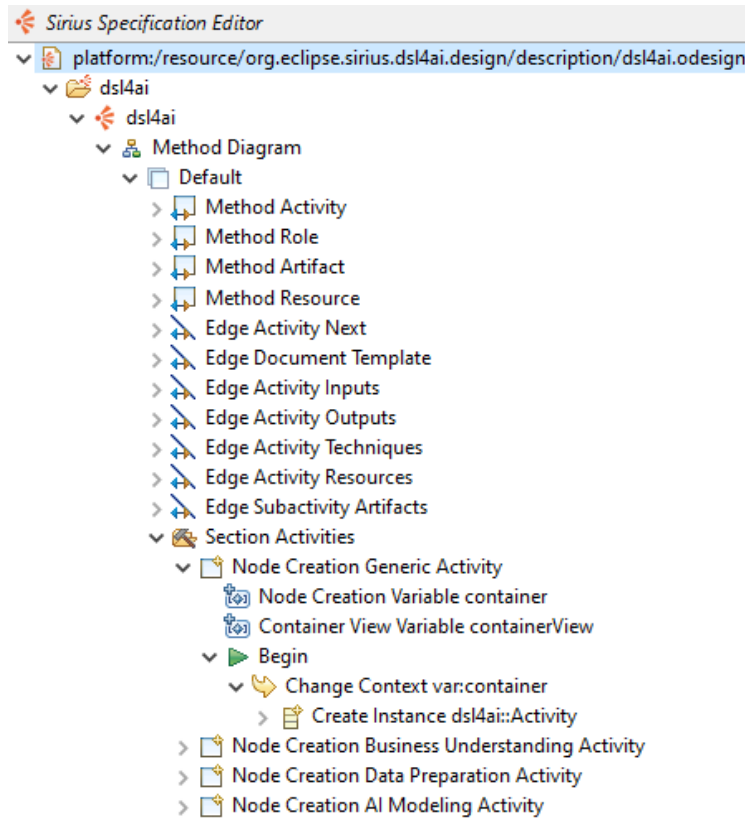 Sirius Specification Editor
platform:/resource/org.eclipse.sirius.dsl4ai.design/description/dsl4ai.odesign
dsl4ai
dsl4ai
Method Diagram
Default
Method Activity
Method Role
Method Artifact
Method Resource
Edge Activity Next
Edge Document Template
Edge Activity Inputs
Edge Activity Outputs
Edge Activity Techniques
Edge Activity Resources
Edge Subactivity Artifacts
Section Activities
Node Creation Generic Activity
Node Creation Variable container
Container View Variable containerView
Begin
Change Context var:container
Create Instance dsl4ai::Activity
Node Creation Business Understanding Activity
Node Creation Data Preparation Activity
Node Creation AI Modeling Activity